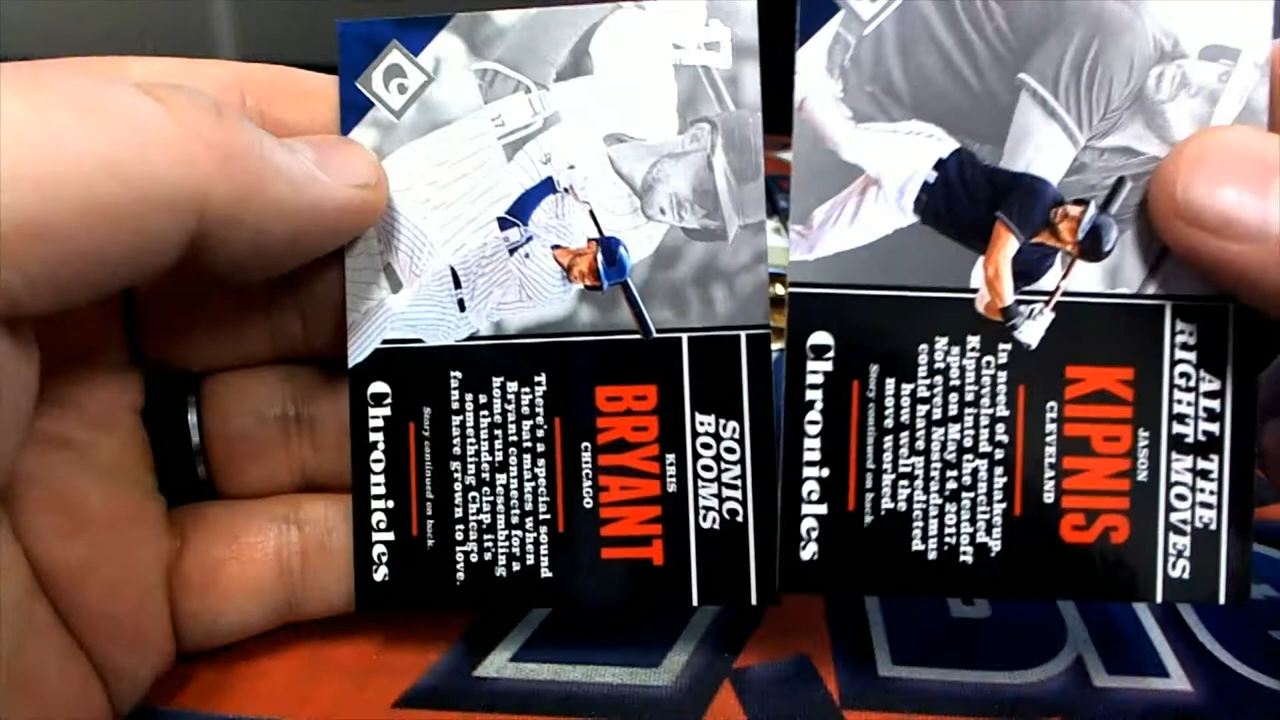 SONIC
BOOMS
KRIS
BRYANT
CHICAGO
There's a special sound
the bat makes when
Bryant connects for a
home run. Resembling
a thunder clap, it's
something Chicago
fans have grown to love.
Story continued on back.
Chronicles
17
ALL THE
RIGHT MOVES
JASON
KIPNIS
CLEVELAND
In need of a shakeup,
Cleveland penciled
Kipnis into the leadoff
spot on May 14, 2017.
Not even Nostradamus
could have predicted
how well the
move worked.
Story continued on back.
Chronicles